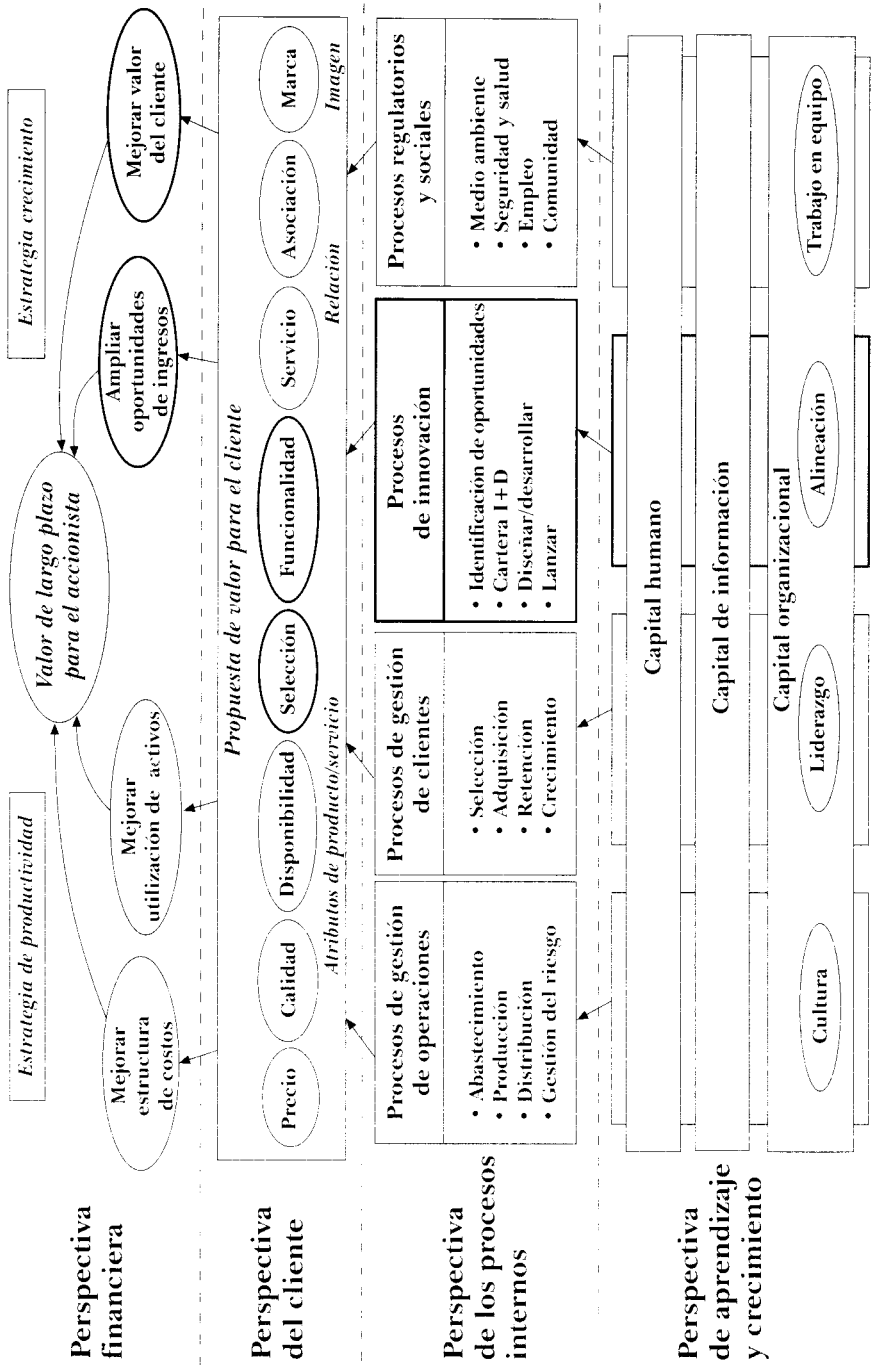 Estrategia de productividad
Estrategia crecimiento
Perspectiva
financiera
Valor de largo plazo
para el accionista
Mejorar
estructura
de costos
Mejorar
utilización de activos
Ampliar
oportunidades
de ingresos
Mejorar valor
del cliente
Perspectiva
del cliente
Propuesta de valor para el cliente
Precio
Calidad
Disponibilidad
Selección
Funcionalidad
Servicio
Asociación
Marca
Atributos de producto/servicio
Relación
Imagen
Perspectiva
de los procesos
internos
Procesos de gestión
de operaciones
• Abastecimiento
• Producción
• Distribución
• Gestión del riesgo
Procesos de gestión
de clientes
• Selección
• Adquisición
• Retención
• Crecimiento
Procesos
de innovación
• Identificación de oportunidades
• Cartera I+D
• Diseñar/desarrollar
• Lanzar
Procesos regulatorios
y sociales
• Medio ambiente
• Seguridad y salud
• Empleo
• Comunidad
Perspectiva
de aprendizaje
y crecimiento
Capital humano
Capital de información
Capital organizacional
Cultura
Liderazgo
Alineación
Trabajo en equipo